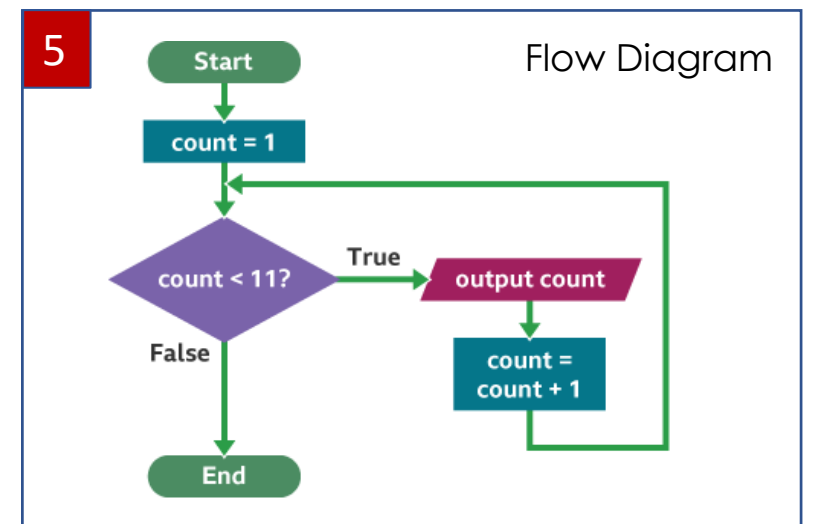 5
Flow Diagram
Start
count = 1
count < 11?
True
output count
False
count =
count + 1
End